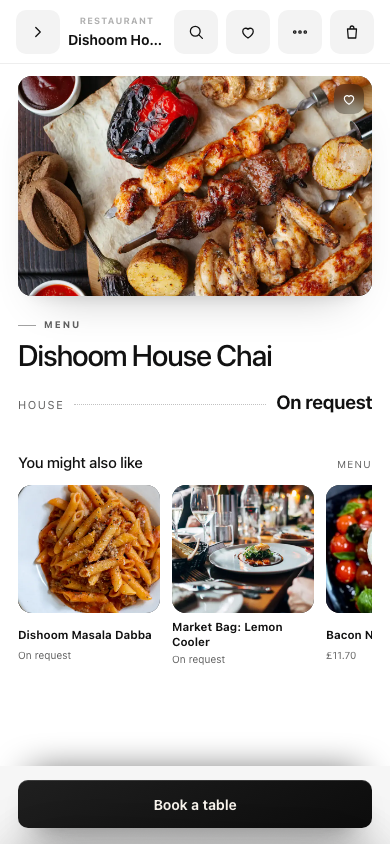 RESTAURANT
Dishoom Ho...
MENU
Dishoom House Chai
HOUSE
On request
You might also like
MENU
Dishoom Masala Dabba
On request
Market Bag: Lemon
Cooler
On request
Bacon N
£11.70
Book a table